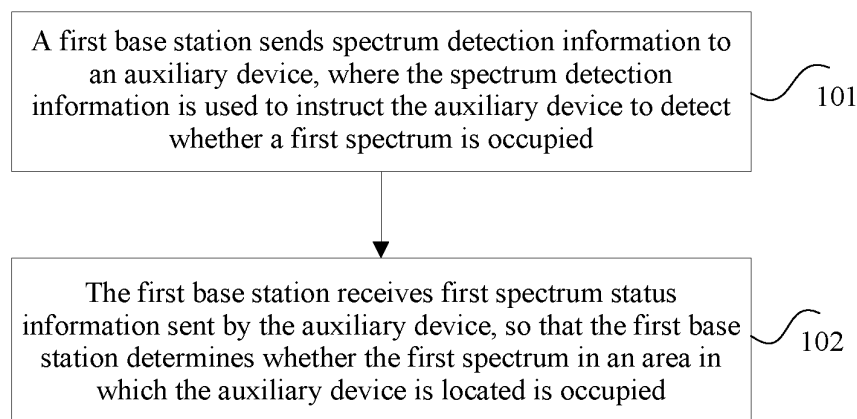 A first base station sends spectrum detection information to
an auxiliary device, where the spectrum detection
information is used to instruct the auxiliary device to detect
whether a first spectrum is occupied
101
The first base station receives first spectrum status
information sent by the auxiliary device, so that the first base
station determines whether the first spectrum in an area in
which the auxiliary device is located is occupied
102